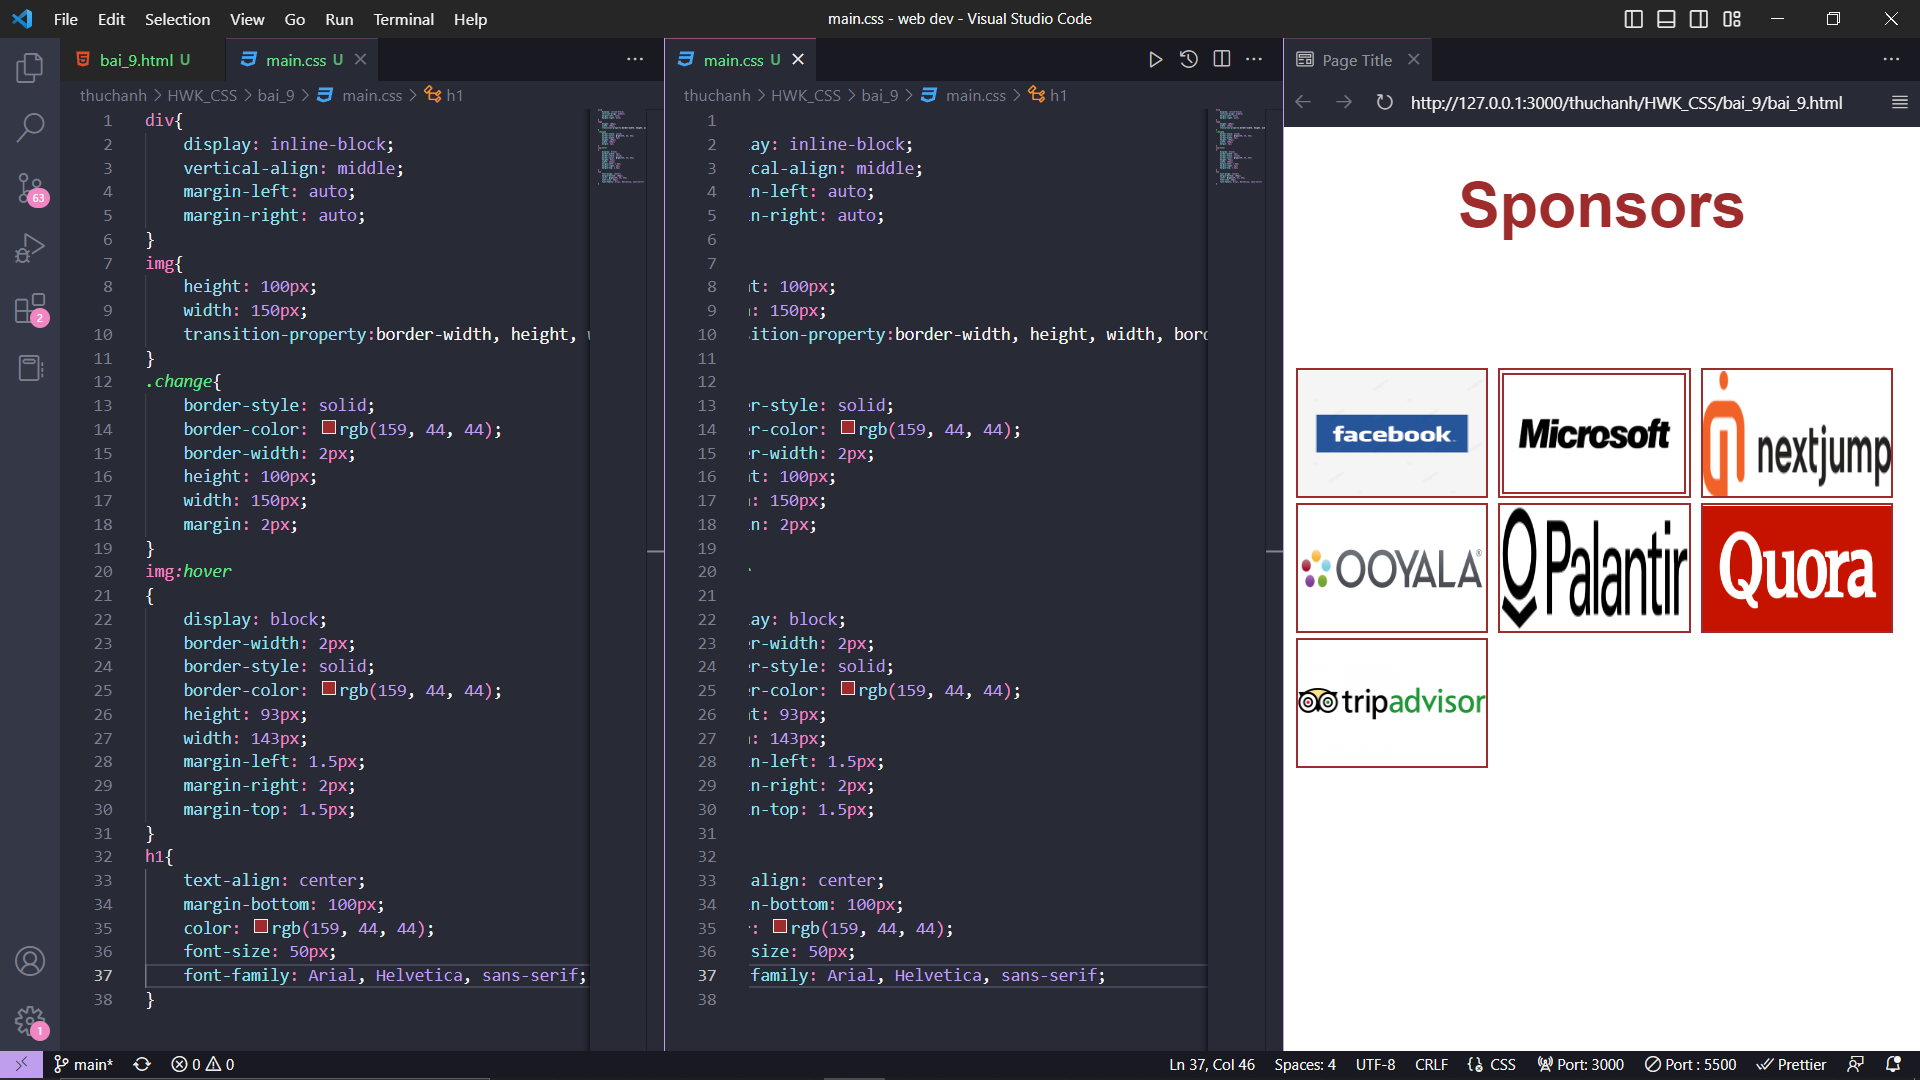 File Edit Selection View Go Run Terminal Help
main.css - web dev - Visual Studio Code
bai_9.html U
main.css U
main.css U
Page Title
thuchanh > HWK_CSS > bai_9 > main.css > h1
thuchanh > HWK_CSS > bai_9 > main.css > h1
http://127.0.0.1:3000/thuchanh/HWK_CSS/bai_9/bai_9.html
63
2
1
1 div{
2 display: inline-block;
3 vertical-align: middle;
4 margin-left: auto;
5 margin-right: auto;
6 }
7 img{
8 height: 100px;
9 width: 150px;
10 transition-property:border-width, height,
11 }
12 .change{
13 border-style: solid;
14 border-color: rgb(159, 44, 44);
15 border-width: 2px;
16 height: 100px;
17 width: 150px;
18 margin: 2px;
19 }
20 img:hover
21 {
22 display: block;
23 border-width: 2px;
24 border-style: solid;
25 border-color: rgb(159, 44, 44);
26 height: 93px;
27 width: 143px;
28 margin-left: 1.5px;
29 margin-right: 2px;
30 margin-top: 1.5px;
31 }
32 h1{
33 text-align: center;
34 margin-bottom: 100px;
35 color: rgb(159, 44, 44);
36 font-size: 50px;
37 font-family: Arial, Helvetica, sans-serif;
38 }
1
2 ay: inline-block;
3 cal-align: middle;
4 n-left: auto;
5 n-right: auto;
6
7
8 t: 100px;
9 : 150px;
10 ition-property:border-width, height, width, bor
11
12
13 r-style: solid;
14 r-color: rgb(159, 44, 44);
15 r-width: 2px;
16 t: 100px;
17 : 150px;
18 n: 2px;
19
20
21
22 ay: block;
23 r-width: 2px;
24 r-style: solid;
25 r-color: rgb(159, 44, 44);
26 t: 93px;
27 : 143px;
28 n-left: 1.5px;
29 n-right: 2px;
30 n-top: 1.5px;
31
32
33 align: center;
34 n-bottom: 100px;
35 : rgb(159, 44, 44);
36 size: 50px;
37 family: Arial, Helvetica, sans-serif;
38
Sponsors
facebook.
Microsoft
nextjump
OOYALA®
Palantir
Quora
tripadvisor
main* 0 0
Ln 37, Col 46 Spaces: 4 UTF-8 CRLF CSS Port: 3000 Port : 5500 Prettier